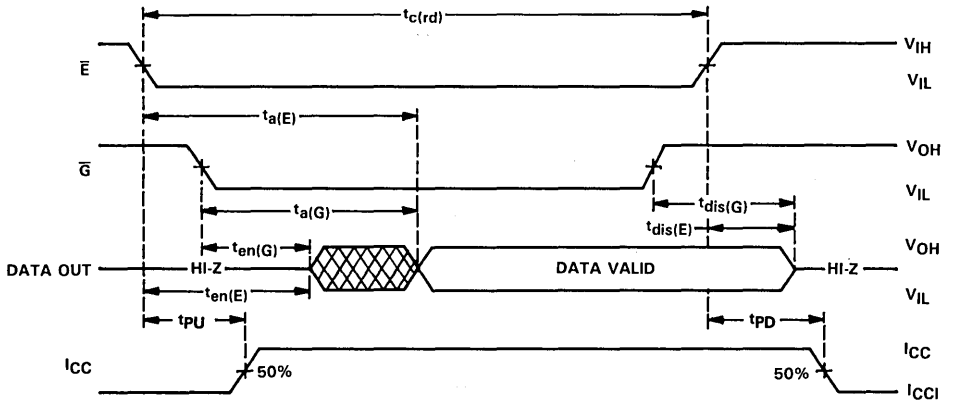 tc(rd)
E̅ VIH
VIL
ta(E)
G̅ VOH
VIL
ta(G)
tdis(G)
tdis(E)
ten(G)
VOH
DATA OUT HI-Z DATA VALID HI-Z
ten(E) VIL
tPU tPD
ICC ICC
50% 50%
ICCI